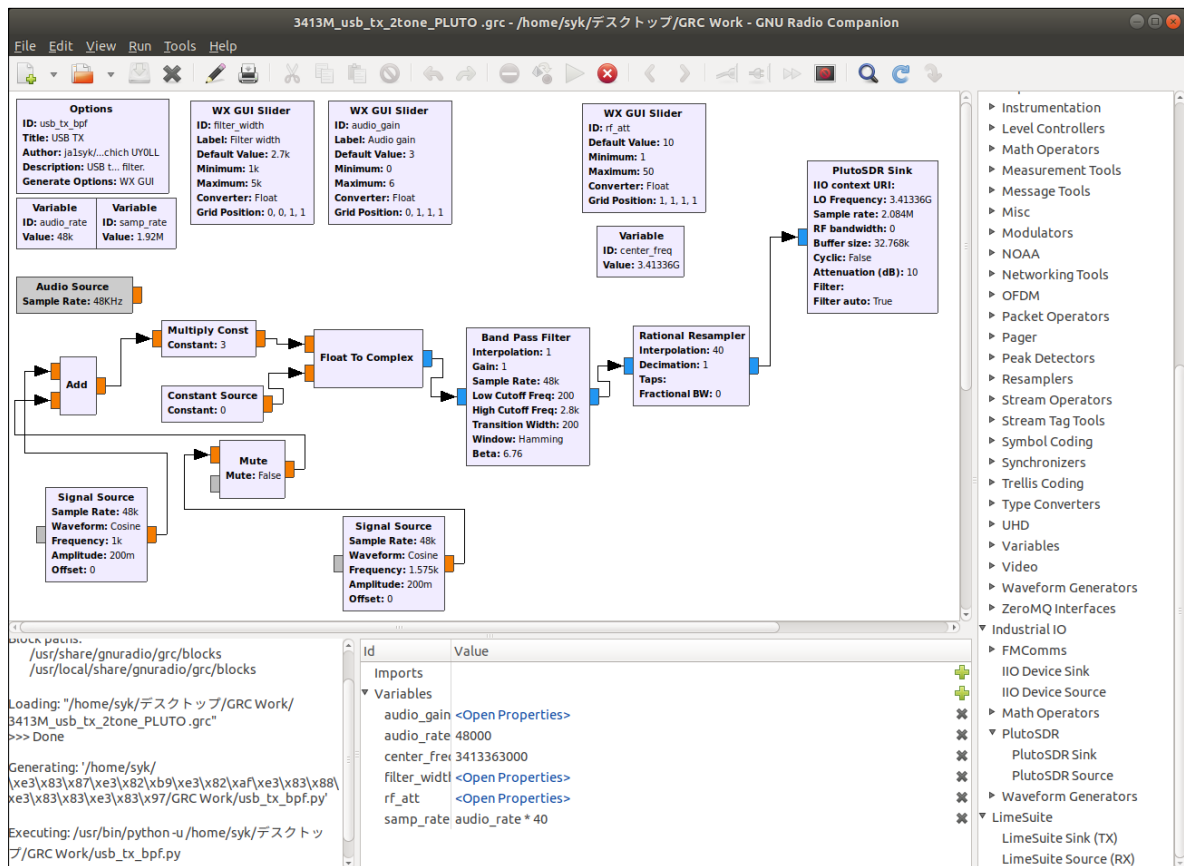 3413M_usb_tx_2tone_PLUTO .grc - /home/syk/デスクトップ/GRC Work - GNU Radio Companion
File Edit View Run Tools Help
Options
ID: usb_tx_bpf
Title: USB TX
Author: ja1syk/...chich UY0LL
Description: USB t... filter.
Generate Options: WX GUI
WX GUI Slider
ID: filter_width
Label: Filter width
Default Value: 2.7k
Minimum: 1k
Maximum: 5k
Converter: Float
Grid Position: 0, 0, 1, 1
WX GUI Slider
ID: audio_gain
Label: Audio gain
Default Value: 3
Minimum: 0
Maximum: 6
Converter: Float
Grid Position: 0, 1, 1, 1
WX GUI Slider
ID: rf_att
Default Value: 10
Minimum: 1
Maximum: 50
Converter: Float
Grid Position: 1, 1, 1, 1
PlutoSDR Sink
IIO context URI:
LO Frequency: 3.41336G
Sample rate: 2.084M
RF bandwidth: 0
Buffer size: 32.768k
Cyclic: False
Attenuation (dB): 10
Filter:
Filter auto: True
Variable
ID: audio_rate
Value: 48k
Variable
ID: samp_rate
Value: 1.92M
Variable
ID: center_freq
Value: 3.41336G
Audio Source
Sample Rate: 48KHz
Multiply Const
Constant: 3
Float To Complex
Add
Constant Source
Constant: 0
Band Pass Filter
Interpolation: 1
Gain: 1
Sample Rate: 48k
Low Cutoff Freq: 200
High Cutoff Freq: 2.8k
Transition Width: 200
Window: Hamming
Beta: 6.76
Rational Resampler
Interpolation: 40
Decimation: 1
Taps:
Fractional BW: 0
Mute
Mute: False
Signal Source
Sample Rate: 48k
Waveform: Cosine
Frequency: 1k
Amplitude: 200m
Offset: 0
Signal Source
Sample Rate: 48k
Waveform: Cosine
Frequency: 1.575k
Amplitude: 200m
Offset: 0
Instrumentation
Level Controllers
Math Operators
Measurement Tools
Message Tools
Misc
Modulators
NOAA
Networking Tools
OFDM
Packet Operators
Pager
Peak Detectors
Resamplers
Stream Operators
Stream Tag Tools
Symbol Coding
Synchronizers
Trellis Coding
Type Converters
UHD
Variables
Video
Waveform Generators
ZeroMQ Interfaces
Industrial IO
FMComms
IIO Device Sink
IIO Device Source
Math Operators
PlutoSDR
PlutoSDR Sink
PlutoSDR Source
Waveform Generators
LimeSuite
LimeSuite Sink (TX)
LimeSuite Source (RX)
Block paths:
/usr/share/gnuradio/grc/blocks
/usr/local/share/gnuradio/grc/blocks
Loading: "/home/syk/デスクトップ/GRC Work/
3413M_usb_tx_2tone_PLUTO .grc"
>>> Done
Generating: '/home/syk/
\xe3\x83\x87\xe3\x82\xb9\xe3\x82\xaf\xe3\x83\x88\
xe3\x83\x83\xe3\x83\x97/GRC Work/usb_tx_bpf.py'
Executing: /usr/bin/python -u /home/syk/デスクトッ
プ/GRC Work/usb_tx_bpf.py
Id Value
Imports
Variables
audio_gain <Open Properties>
audio_rate 48000
center_fre 3413363000
filter_widt <Open Properties>
rf_att <Open Properties>
samp_rate audio_rate * 40